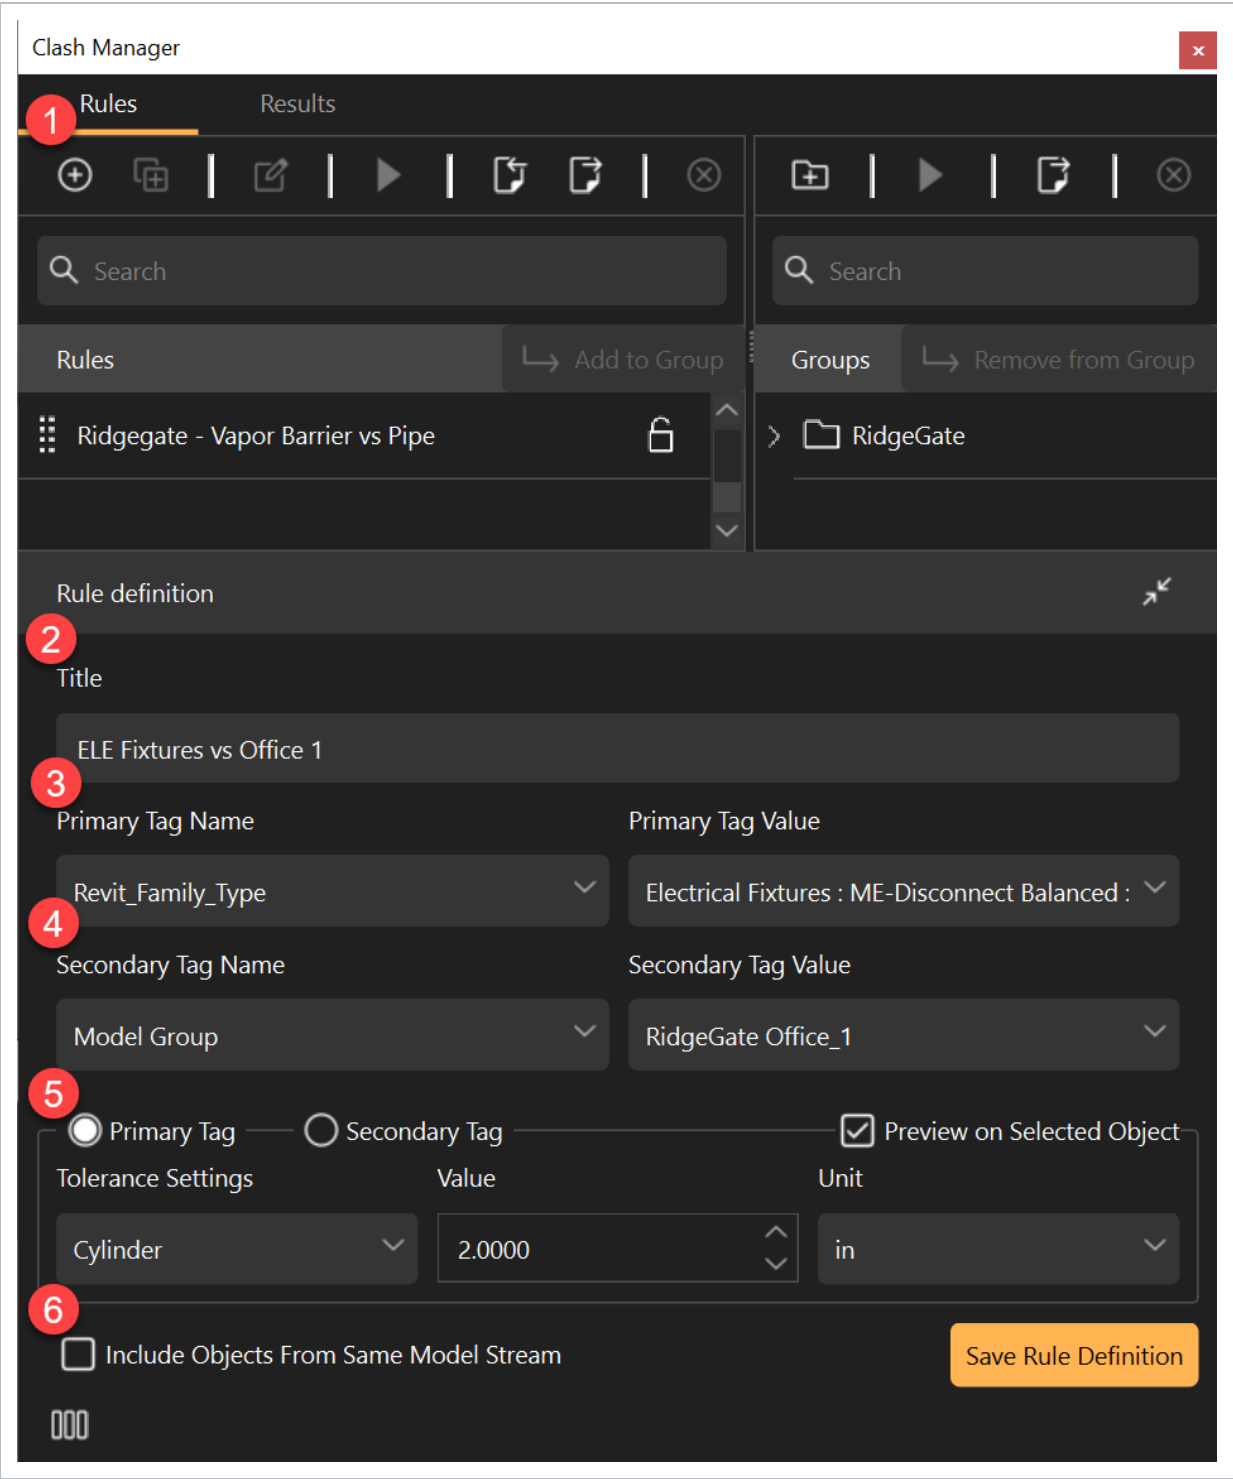 Clash Manager
x
1
Rules
Results
Search
Search
Rules
Add to Group
Groups
Remove from Group
Ridgegate - Vapor Barrier vs Pipe
RidgeGate
Rule definition
2
Title
ELE Fixtures vs Office 1
3
Primary Tag Name
Primary Tag Value
Revit_Family_Type
Electrical Fixtures : ME-Disconnect Balanced :
4
Secondary Tag Name
Secondary Tag Value
Model Group
RidgeGate Office_1
5
Primary Tag
Secondary Tag
Preview on Selected Object
Tolerance Settings
Value
Unit
Cylinder
2.0000
in
6
Include Objects From Same Model Stream
Save Rule Definition